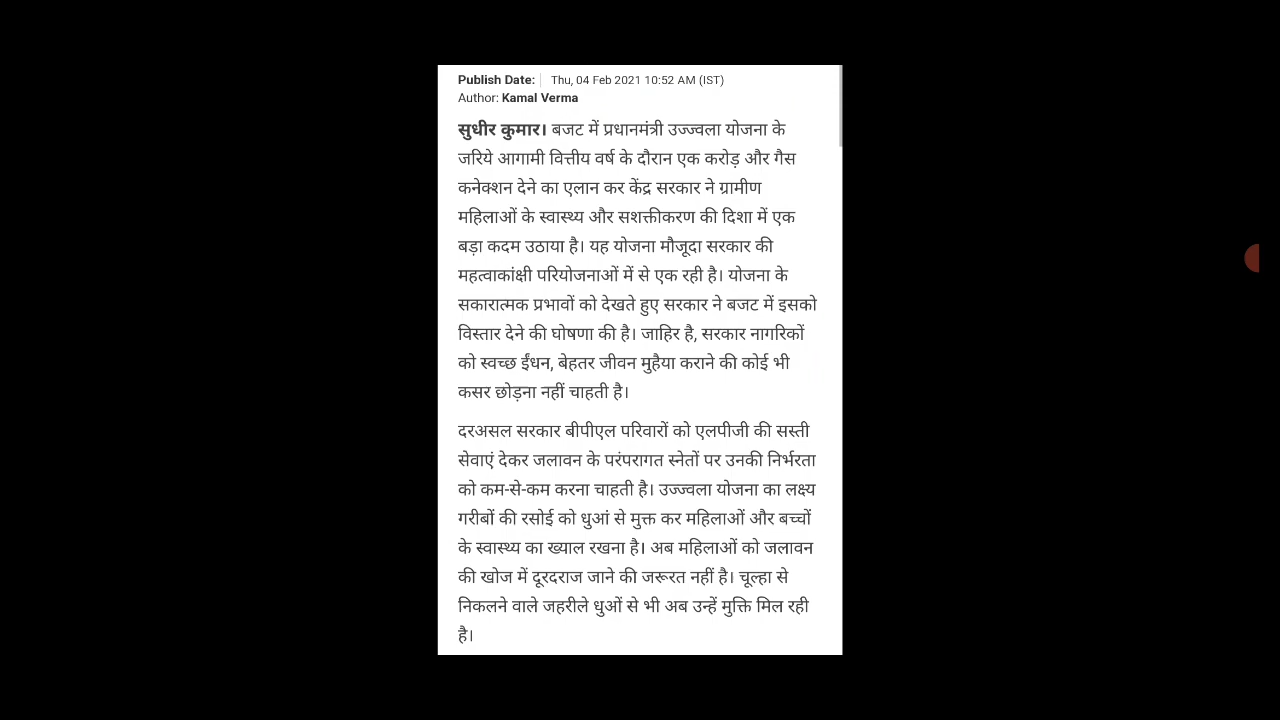 Publish Date: Thu, 04 Feb 2021 10:52 AM (IST)
Author: Kamal Verma
सुधीर कुमार। बजट में प्रधानमंत्री उज्ज्वला योजना के
जरिये आगामी वित्तीय वर्ष के दौरान एक करोड़ और गैस
कनेक्शन देने का एलान कर केंद्र सरकार ने ग्रामीण
महिलाओं के स्वास्थ्य और सशक्तीकरण की दिशा में एक
बड़ा कदम उठाया है। यह योजना मौजूदा सरकार की
महत्वाकांक्षी परियोजनाओं में से एक रही है। योजना के
सकारात्मक प्रभावों को देखते हुए सरकार ने बजट में इसको
विस्तार देने की घोषणा की है। जाहिर है, सरकार नागरिकों
को स्वच्छ ईंधन, बेहतर जीवन मुहैया कराने की कोई भी
कसर छोड़ना नहीं चाहती है।
दरअसल सरकार बीपीएल परिवारों को एलपीजी की सस्ती
सेवाएं देकर जलावन के परंपरागत स्नेतों पर उनकी निर्भरता
को कम-से-कम करना चाहती है। उज्ज्वला योजना का लक्ष्य
गरीबों की रसोई को धुआं से मुक्त कर महिलाओं और बच्चों
के स्वास्थ्य का ख्याल रखना है। अब महिलाओं को जलावन
की खोज में दूरदराज जाने की जरूरत नहीं है। चूल्हा से
निकलने वाले जहरीले धुओं से भी अब उन्हें मुक्ति मिल रही
है।